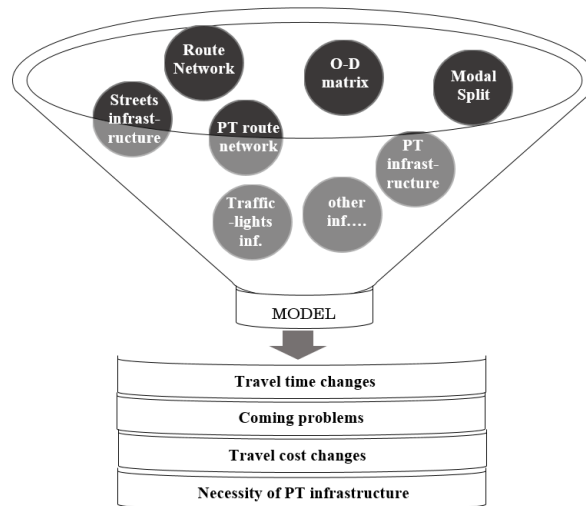 Route
Network
O-D
matrix
Modal
Split
Streets
infrast-
ructure
PT route
network
PT
infrast-
ructure
Traffic
-lights
inf.
other
inf....
MODEL
Travel time changes
Coming problems
Travel cost changes
Necessity of PT infrastructure